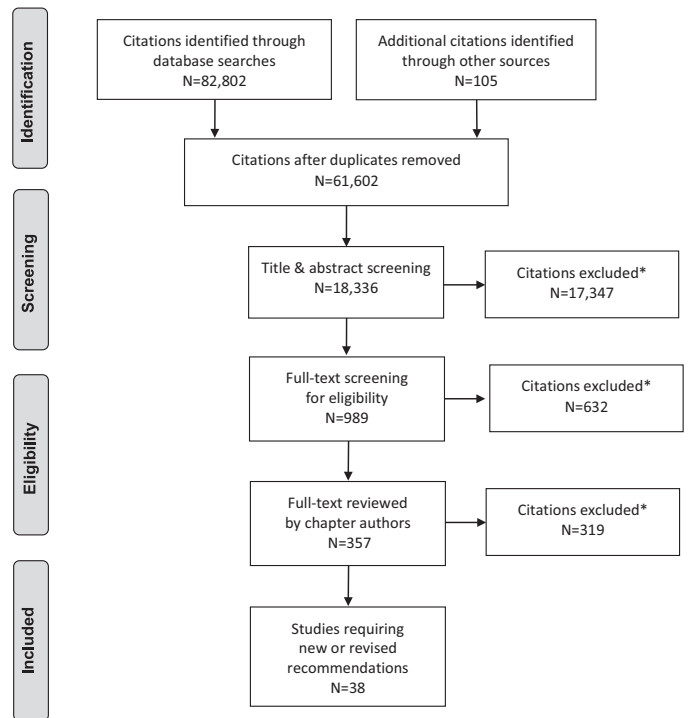 Identification
Citations identified through
database searches
N=82,802
Additional citations identified
through other sources
N=105
Citations after duplicates removed
N=61,602
Screening
Title & abstract screening
N=18,336
Citations excluded*
N=17,347
Eligibility
Full-text screening
for eligibility
N=989
Citations excluded*
N=632
Full-text reviewed
by chapter authors
N=357
Citations excluded*
N=319
Included
Studies requiring
new or revised
recommendations
N=38